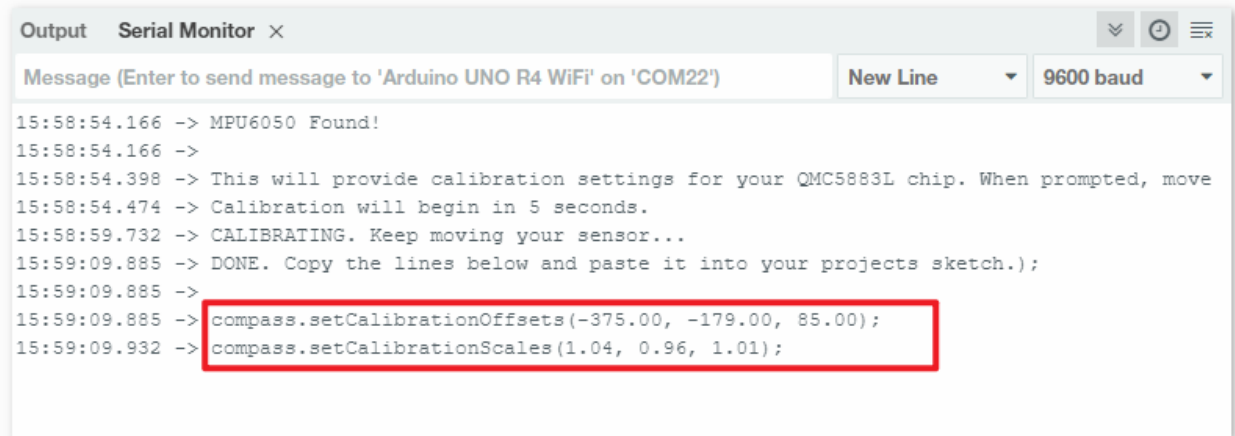 Output Serial Monitor ×
Message (Enter to send message to 'Arduino UNO R4 WiFi' on 'COM22') New Line 9600 baud
15:58:54.166 -> MPU6050 Found!
15:58:54.166 ->
15:58:54.398 -> This will provide calibration settings for your QMC5883L chip. When prompted, move
15:58:54.474 -> Calibration will begin in 5 seconds.
15:58:59.732 -> CALIBRATING. Keep moving your sensor...
15:59:09.885 -> DONE. Copy the lines below and paste it into your projects sketch.);
15:59:09.885 ->
15:59:09.885 -> compass.setCalibrationOffsets(-375.00, -179.00, 85.00);
15:59:09.932 -> compass.setCalibrationScales(1.04, 0.96, 1.01);